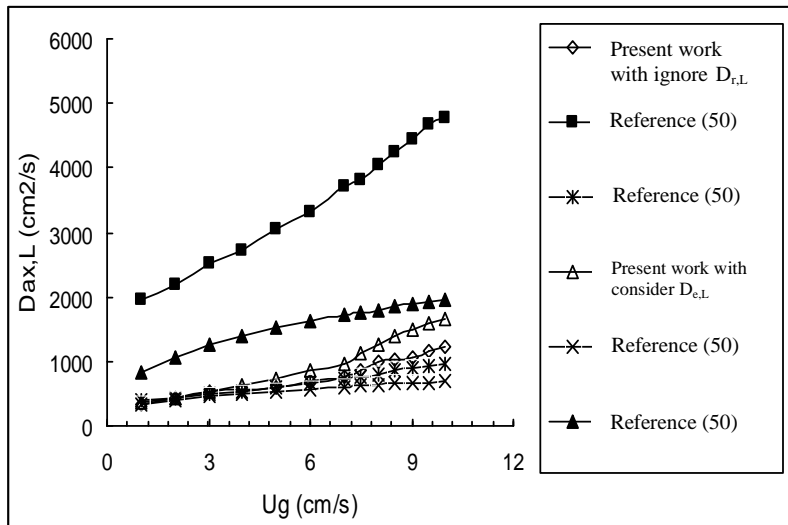 6000
5000
4000
3000
2000
1000
0
Dax,L (cm2/s)
0
3
6
9
12
Ug (cm/s)
Present work
with ignore Dr,L
Reference (50)
Reference (50)
Present work with
consider De,L
Reference (50)
Reference (50)